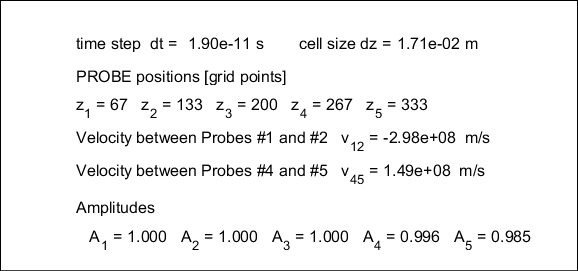 time step dt = 1.90e-11 s cell size dz = 1.71e-02 m
PROBE positions [grid points]
z₁ = 67 z₂ = 133 z₃ = 200 z₄ = 267 z₅ = 333
Velocity between Probes #1 and #2 v₁₂ = -2.98e+08 m/s
Velocity between Probes #4 and #5 v₄₅ = 1.49e+08 m/s
Amplitudes
A₁ = 1.000 A₂ = 1.000 A₃ = 1.000 A₄ = 0.996 A₅ = 0.985